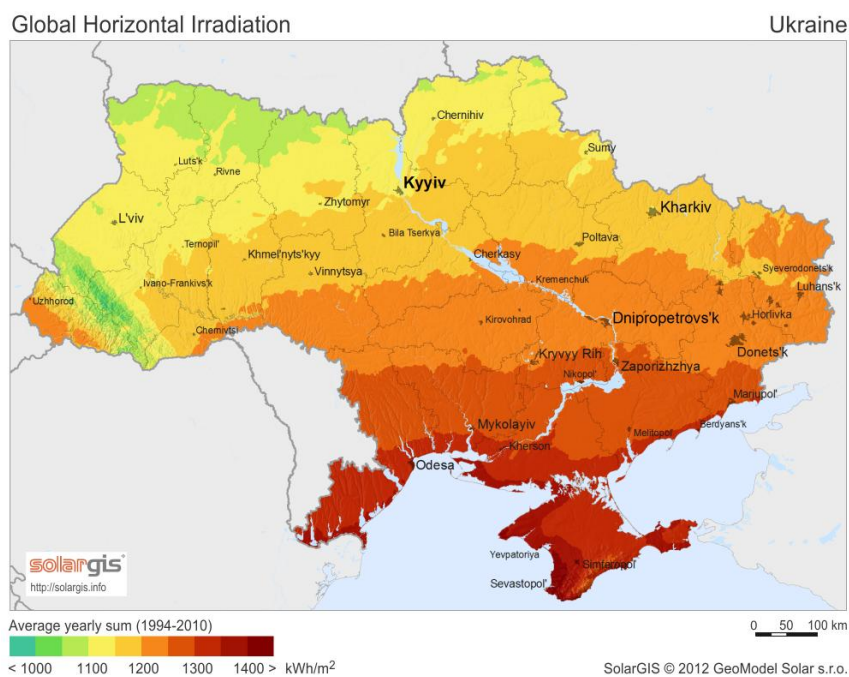 Global Horizontal Irradiation
Ukraine
Chernihiv
Sumy
Luts'k
Rivne
Kyyiv
Zhytomyr
Kharkiv
L'viv
Bila Tserkva
Poltava
Ternopil'
Khmel'nyts'kyy
Cherkasy
Vinnytsya
Syeverodonets'k
Ivano-Frankivs'k
Kremenchuk
Luhans'k
Uzhhorod
Chernivtsi
Kirovohrad
Dnipropetrovs'k
Horlivka
Donets'k
Kryvyy Rih
Zaporizhzhya
Nikopol'
Mariupol'
Mykolayiv
Berdyans'k
Melitopol'
Kherson
Odesa
Yevpatoriya
Simferopol'
Sevastopol'
solargis
http://solargis.info
Average yearly sum (1994-2010)
0 50 100 km
< 1000 1100 1200 1300 1400 > kWh/m²
SolarGIS © 2012 GeoModel Solar s.r.o.